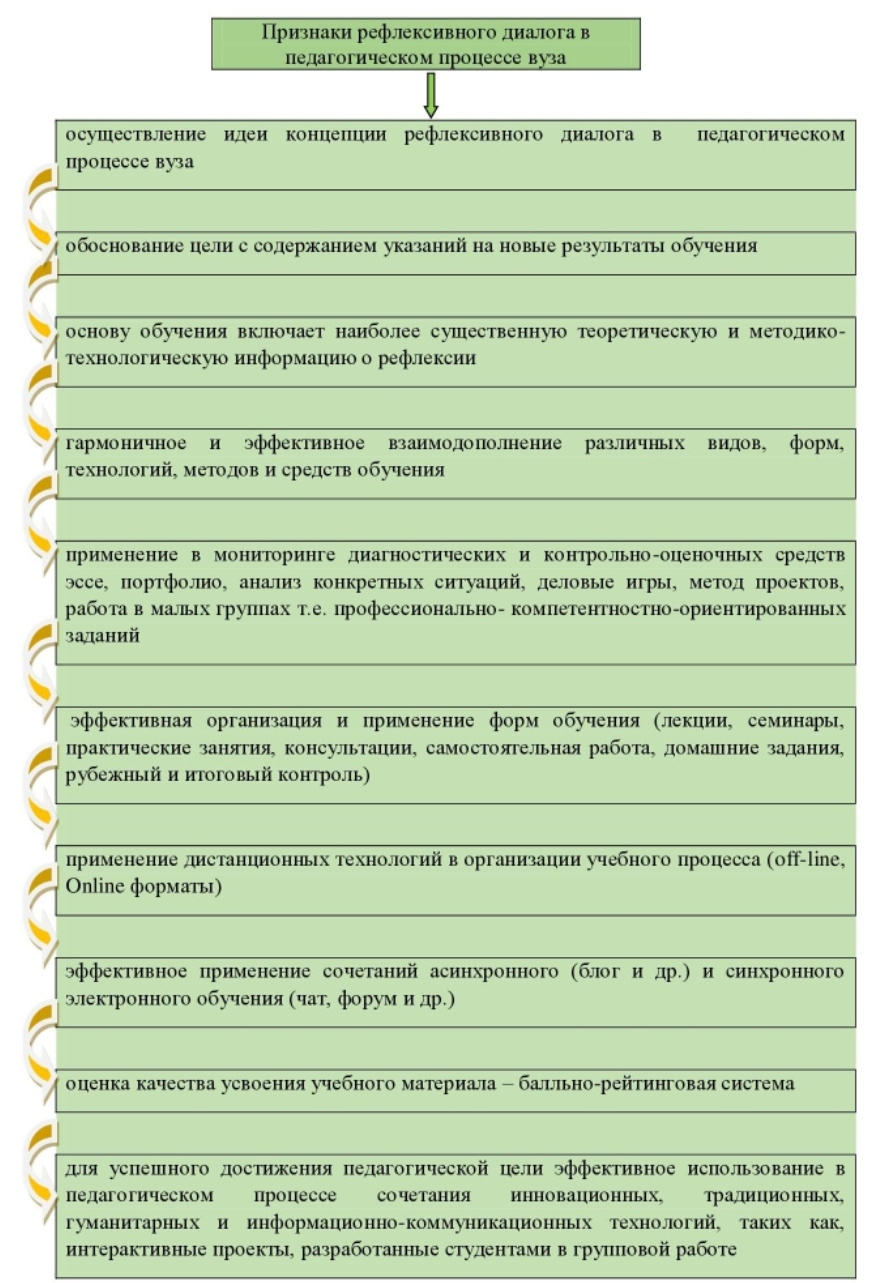 Признаки рефлексивного диалога в
педагогическом процессе вуза
осуществление идеи концепции рефлексивного диалога в педагогическом
процессе вуза
обоснование цели с содержанием указаний на новые результаты обучения
основу обучения включает наиболее существенную теоретическую и методико-
технологическую информацию о рефлексии
гармоничное и эффективное взаимодополнение различных видов, форм,
технологий, методов и средств обучения
применение в мониторинге диагностических и контрольно-оценочных средств
эссе, портфолио, анализ конкретных ситуаций, деловые игры, метод проектов,
работа в малых группах т.е. профессионально- компетентностно-ориентированных
заданий
эффективная организация и применение форм обучения (лекции, семинары,
практические занятия, консультации, самостоятельная работа, домашние задания,
рубежный и итоговый контроль)
применение дистанционных технологий в организации учебного процесса (off-line,
Online форматы)
эффективное применение сочетаний асинхронного (блог и др.) и синхронного
электронного обучения (чат, форум и др.)
оценка качества усвоения учебного материала – балльно-рейтинговая система
для успешного достижения педагогической цели эффективное использование в
педагогическом процессе сочетания инновационных, традиционных,
гуманитарных и информационно-коммуникационных технологий, таких как,
интерактивные проекты, разработанные студентами в групповой работе